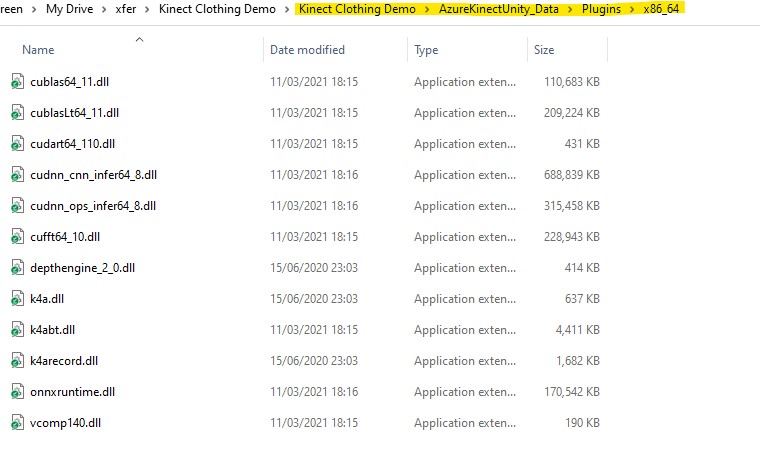 reen > My Drive > xfer > Kinect Clothing Demo > Kinect Clothing Demo > AzureKinectUnity_Data > Plugins > x86_64
Name Date modified Type Size
cublas64_11.dll 11/03/2021 18:15 Application exten... 110,683 KB
cublasLt64_11.dll 11/03/2021 18:15 Application exten... 209,224 KB
cudart64_110.dll 11/03/2021 18:15 Application exten... 431 KB
cudnn_cnn_infer64_8.dll 11/03/2021 18:16 Application exten... 688,839 KB
cudnn_ops_infer64_8.dll 11/03/2021 18:16 Application exten... 315,458 KB
cufft64_10.dll 11/03/2021 18:15 Application exten... 228,943 KB
depthengine_2_0.dll 15/06/2020 23:03 Application exten... 414 KB
k4a.dll 15/06/2020 23:03 Application exten... 637 KB
k4abt.dll 11/03/2021 18:15 Application exten... 4,411 KB
k4arecord.dll 15/06/2020 23:03 Application exten... 1,682 KB
onnxruntime.dll 11/03/2021 18:16 Application exten... 170,542 KB
vcomp140.dll 11/03/2021 18:15 Application exten... 190 KB